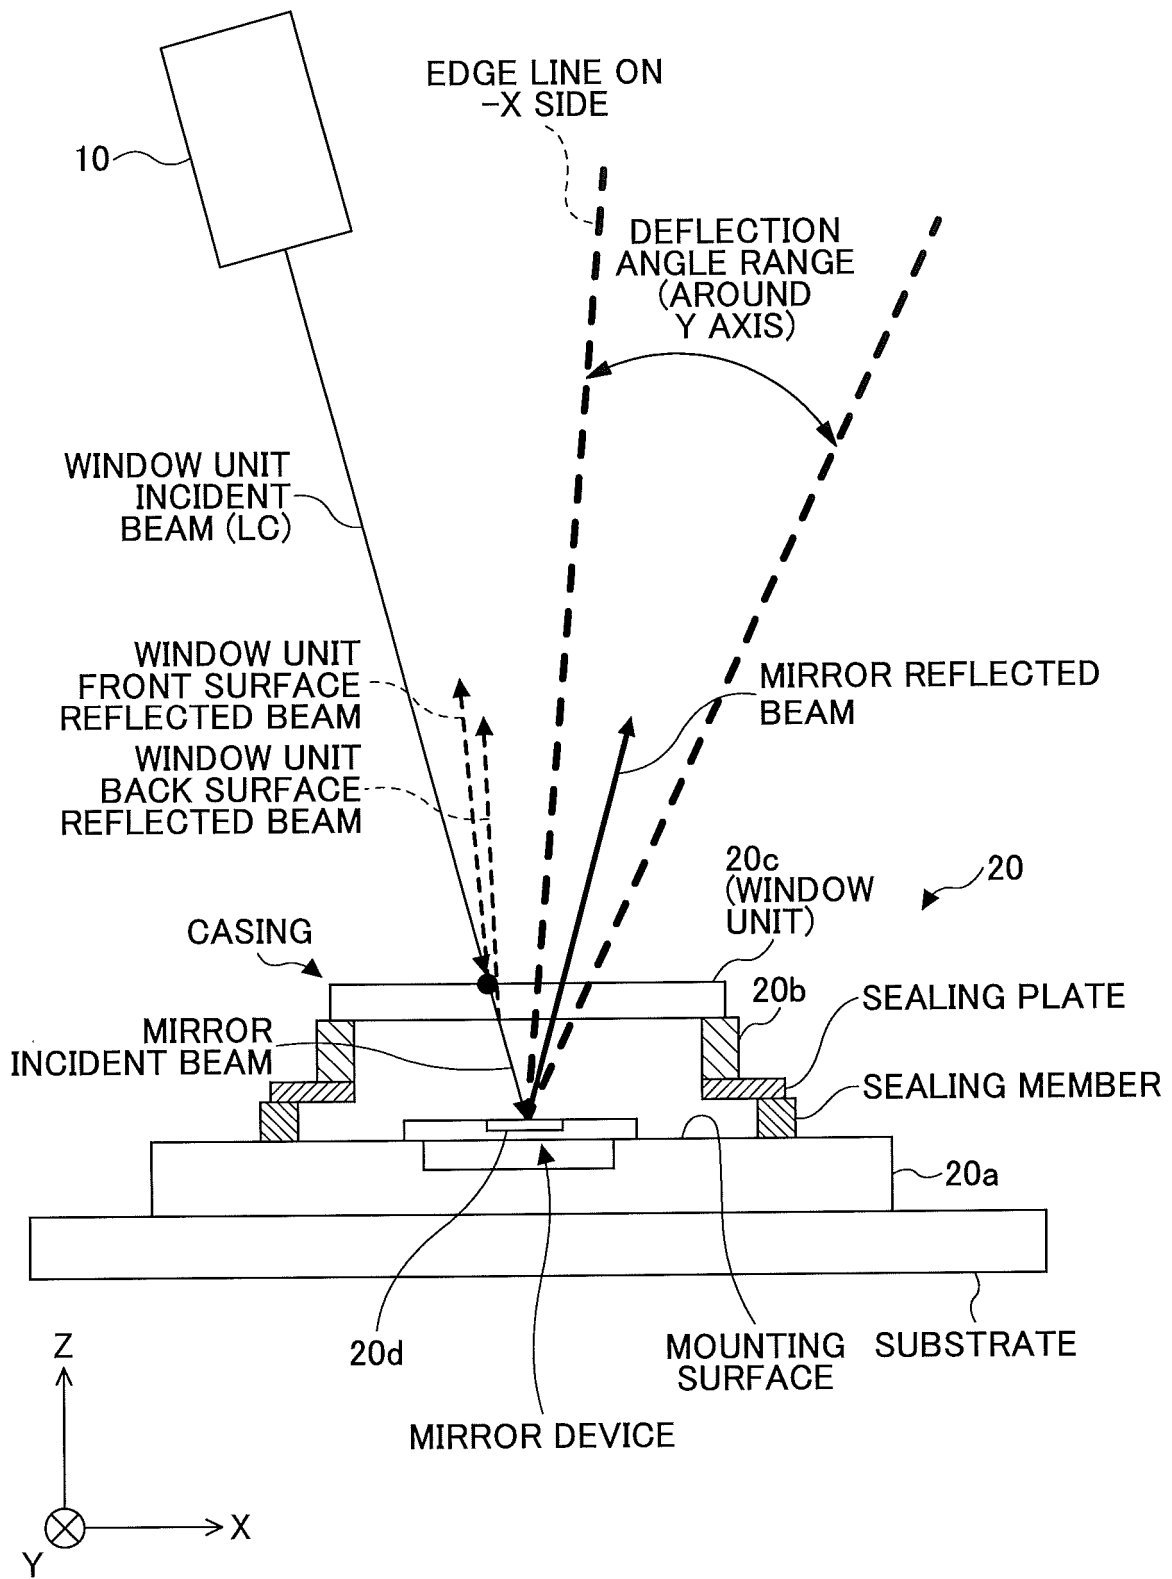 EDGE LINE ON
-X SIDE
10
DEFLECTION
ANGLE RANGE
(AROUND
Y AXIS)
WINDOW UNIT
INCIDENT
BEAM (LC)
WINDOW UNIT
FRONT SURFACE
REFLECTED BEAM
MIRROR REFLECTED
BEAM
WINDOW UNIT
BACK SURFACE
REFLECTED BEAM
20c
(WINDOW
UNIT)
20
CASING
20b
SEALING PLATE
MIRROR
INCIDENT BEAM
SEALING MEMBER
20a
20d
MOUNTING
SURFACE
SUBSTRATE
MIRROR DEVICE
Z
X
Y